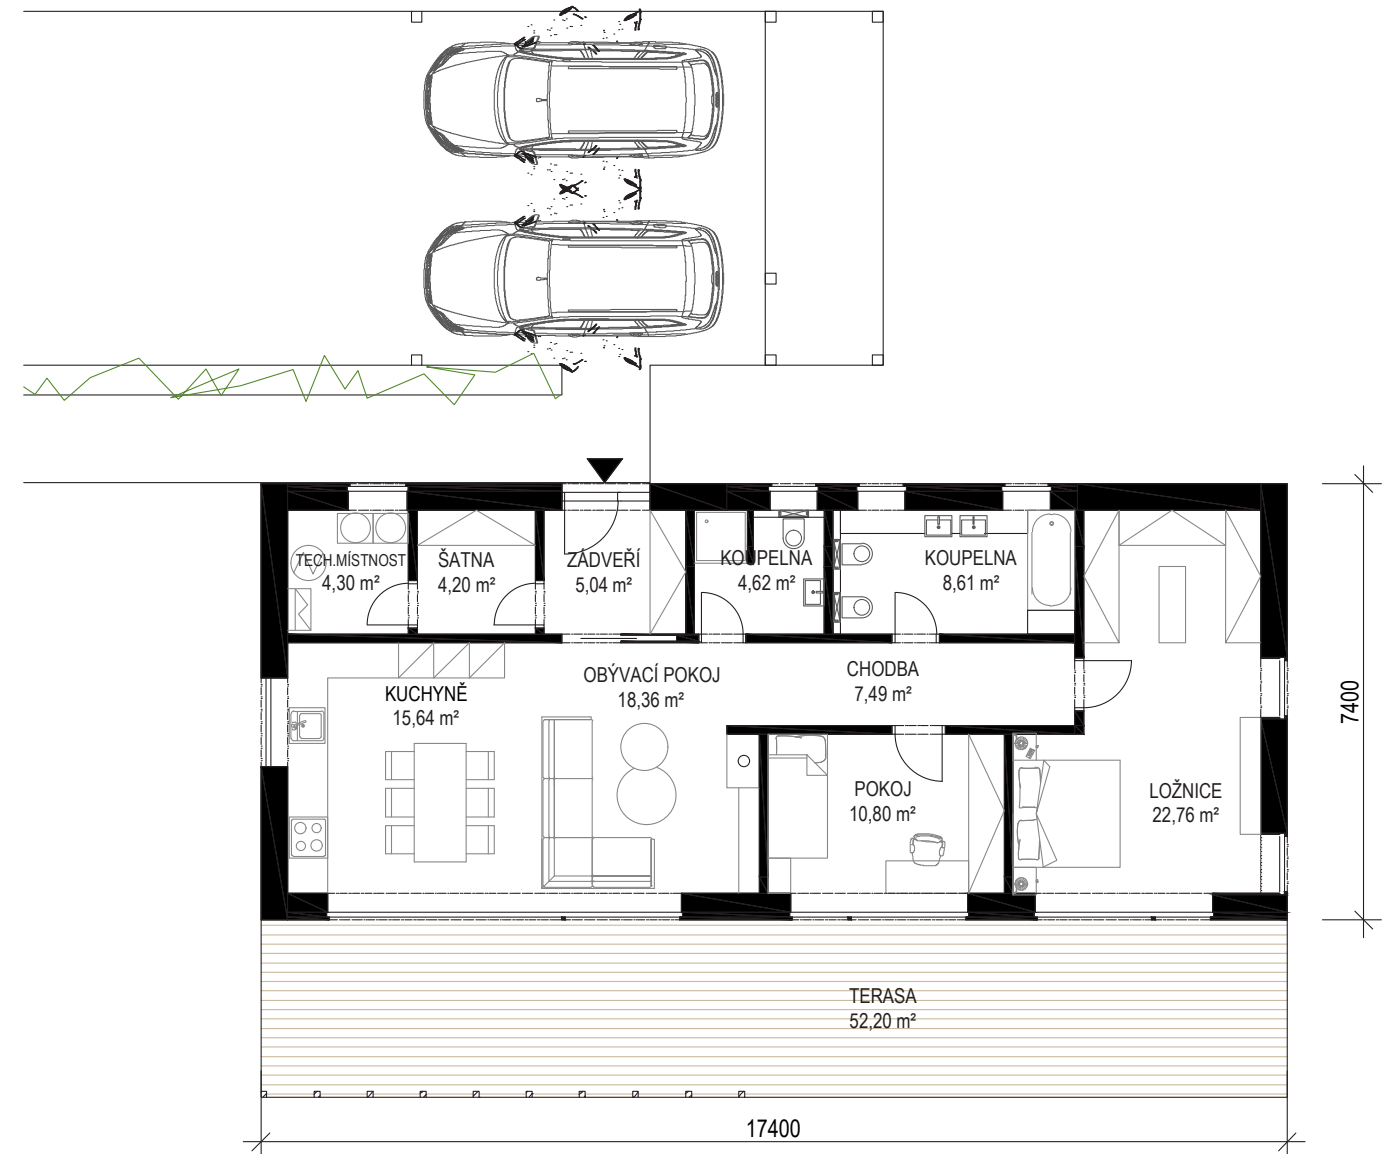 TECH.MÍSTNOST
4,30 m²
ŠATNA
4,20 m²
ZÁDVEŘÍ
5,04 m²
KOUPELNA
4,62 m²
KOUPELNA
8,61 m²
KUCHYNĚ
15,64 m²
OBÝVACÍ POKOJ
18,36 m²
CHODBA
7,49 m²
POKOJ
10,80 m²
LOŽNICE
22,76 m²
7400
TERASA
52,20 m²
17400